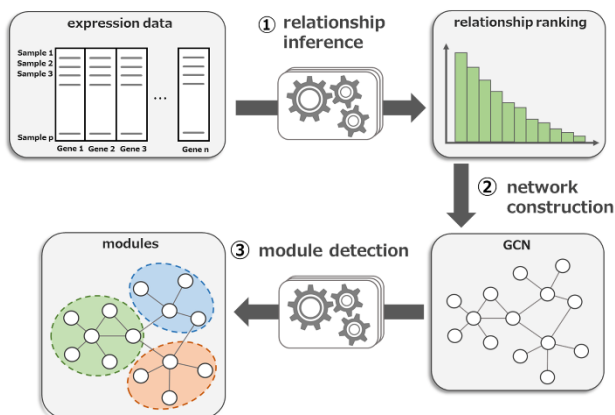 expression data
Sample 1
Sample 2
Sample 3
...
Sample p
Gene 1 Gene 2 Gene 3 Gene n
① relationship
inference
relationship ranking
② network
construction
modules
③ module detection
GCN